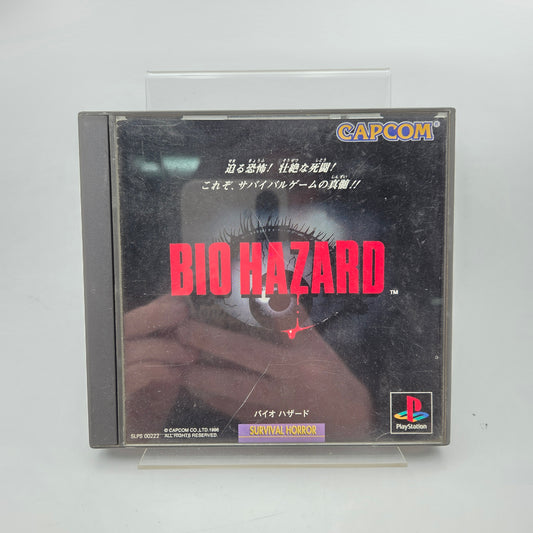 CAPCOM®
迫る恐怖! 壮絶な死闘!
これぞ、サバイバルゲームの真髄!!
BIO HAZARD™
バイオ ハザード
SURVIVAL HORROR
© CAPCOM CO.,LTD.1996
SLPS 00222 ALL RIGHTS RESERVED.
PlayStation